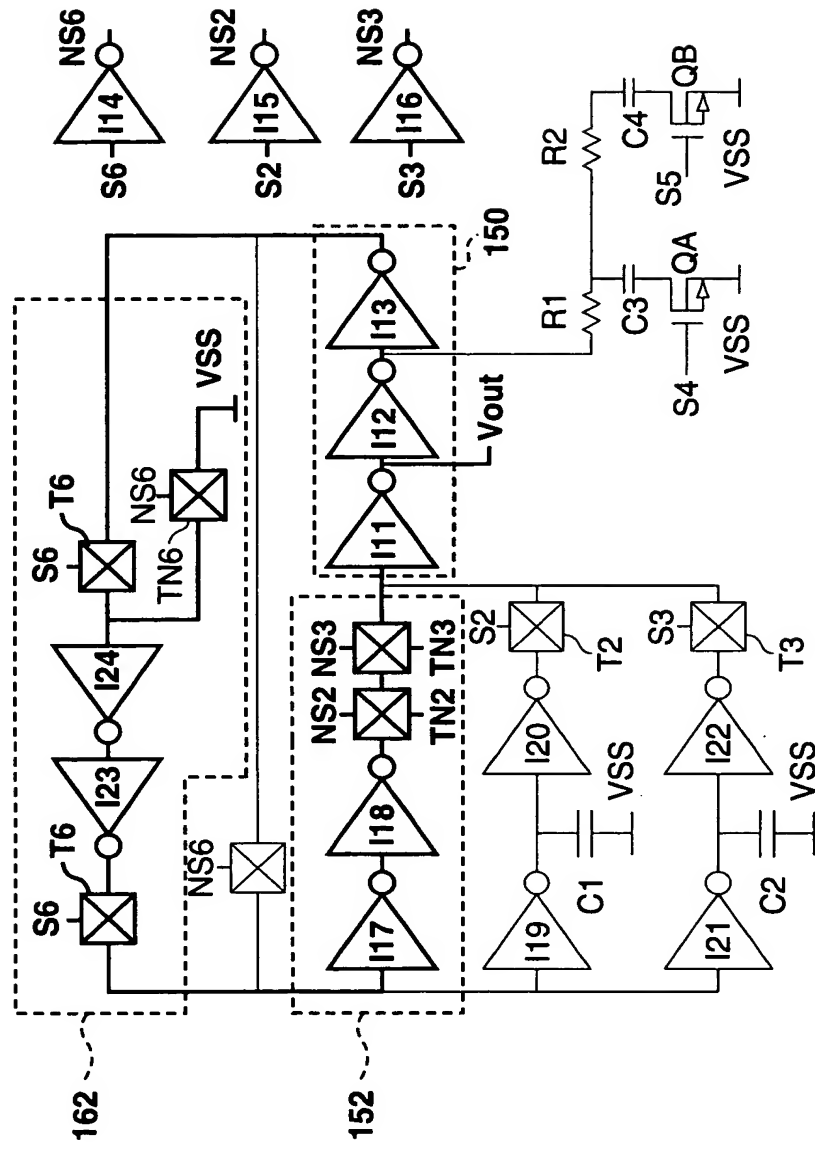 162
S6
T6
I23
I24
S6
T6
NS6
TN6
VSS
S6
I14
NS6
NS6
S2
I15
NS2
S3
I16
NS3
152
I17
I18
NS2
TN2
NS3
TN3
I11
I12
I13
Vout
150
I19
C1
VSS
I20
S2
T2
I21
C2
VSS
I22
S3
T3
R1
C3
S4
QA
VSS
R2
C4
S5
QB
VSS